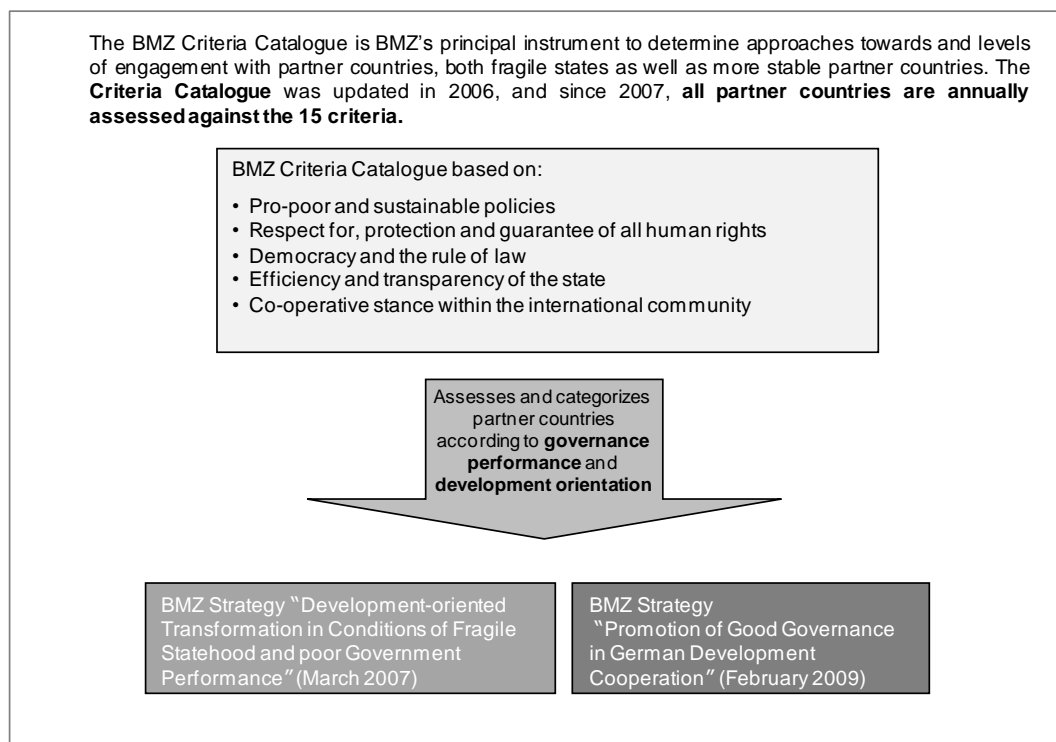 The BMZ Criteria Catalogue is BMZ's principal instrument to determine approaches towards and levels
of engagement with partner countries, both fragile states as well as more stable partner countries. The
Criteria Catalogue was updated in 2006, and since 2007, all partner countries are annually
assessed against the 15 criteria.
BMZ Criteria Catalogue based on:
• Pro-poor and sustainable policies
• Respect for, protection and guarantee of all human rights
• Democracy and the rule of law
• Efficiency and transparency of the state
• Co-operative stance within the international community
Assesses and categorizes
partner countries
according to governance
performance and
development orientation
BMZ Strategy "Development-oriented
Transformation in Conditions of Fragile
Statehood and poor Government
Performance" (March 2007)
BMZ Strategy
"Promotion of Good Governance
in German Development
Cooperation" (February 2009)